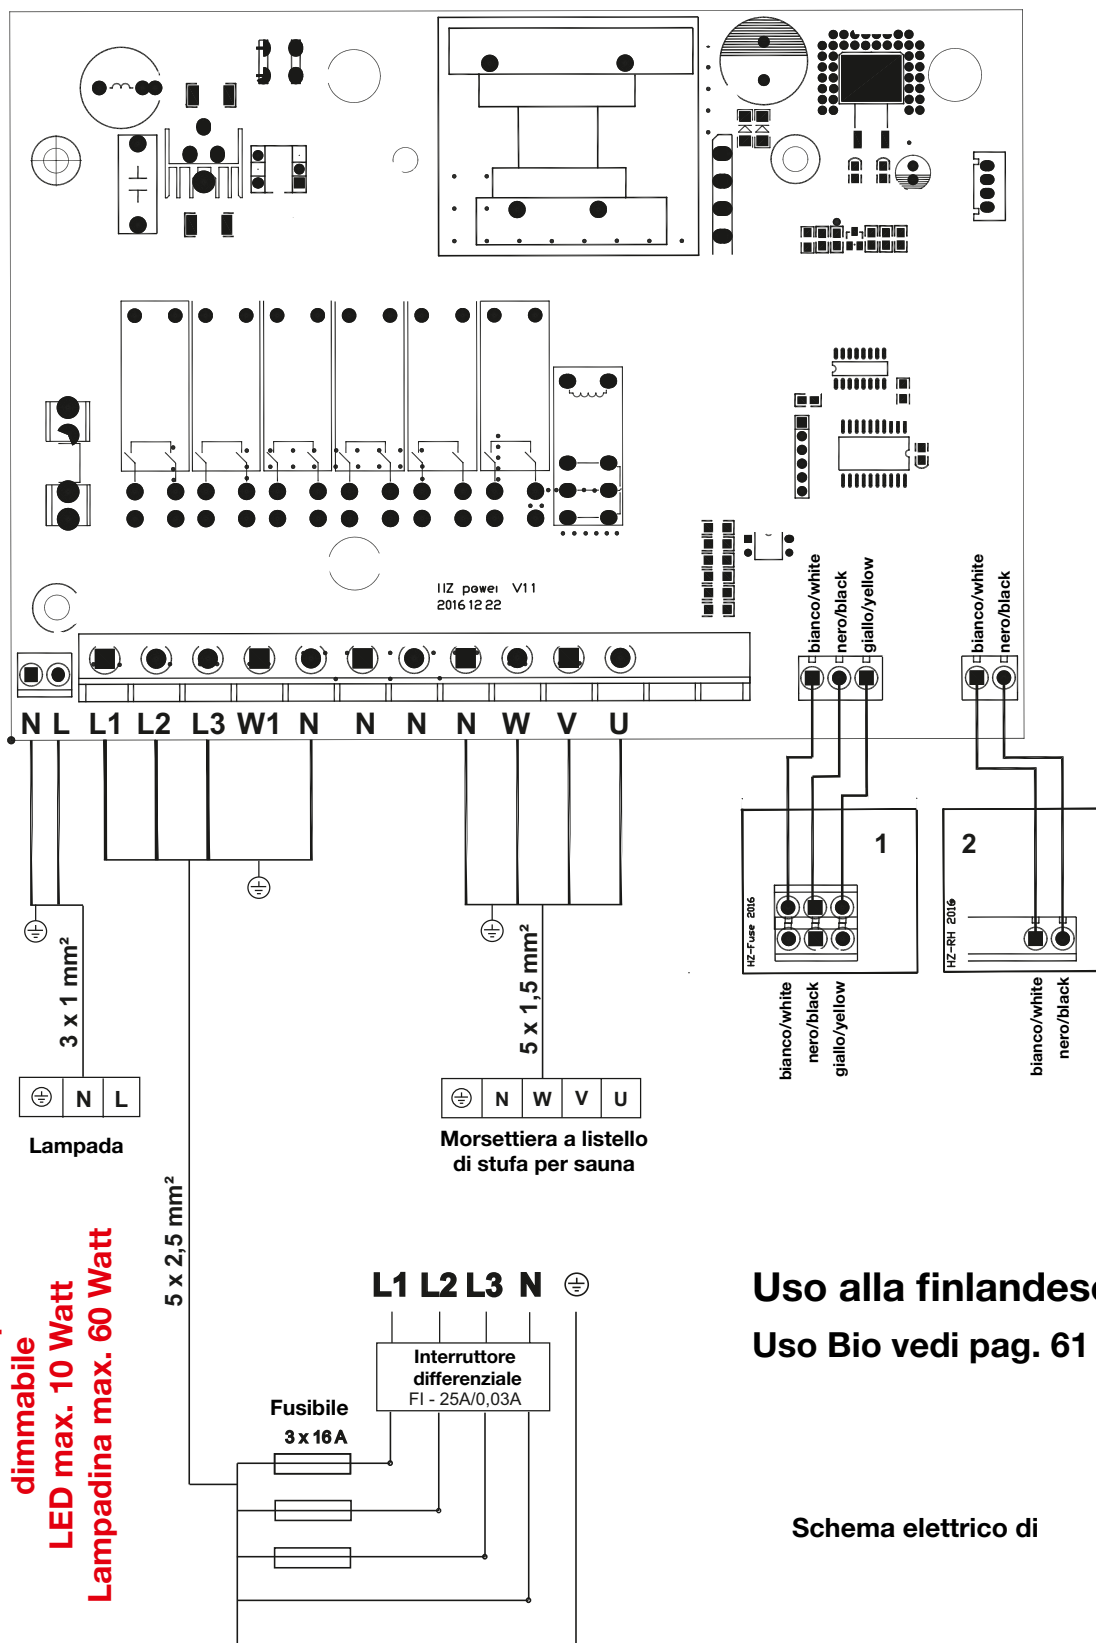 IIZ power V11
2016 12 22
bianco/white
nero/black
giallo/yellow
bianco/white
nero/black
N L L1 L2 L3 W1 N N N N W V U
1
2
HZ-Fuse 2016
HZ-RH 2016
bianco/white
nero/black
giallo/yellow
bianco/white
nero/black
3 x 1 mm²
5 x 1,5 mm²
N L
Lampada
N W V U
Morsettiera a listello
di stufa per sauna
5 x 2,5 mm²
dimmabile
LED max. 10 Watt
Lampadina max. 60 Watt
L1 L2 L3 N
Interruttore
differenziale
FI - 25A/0,03A
Fusibile
3 x 16 A
Uso alla finlandese
Uso Bio vedi pag. 61
Schema elettrico di